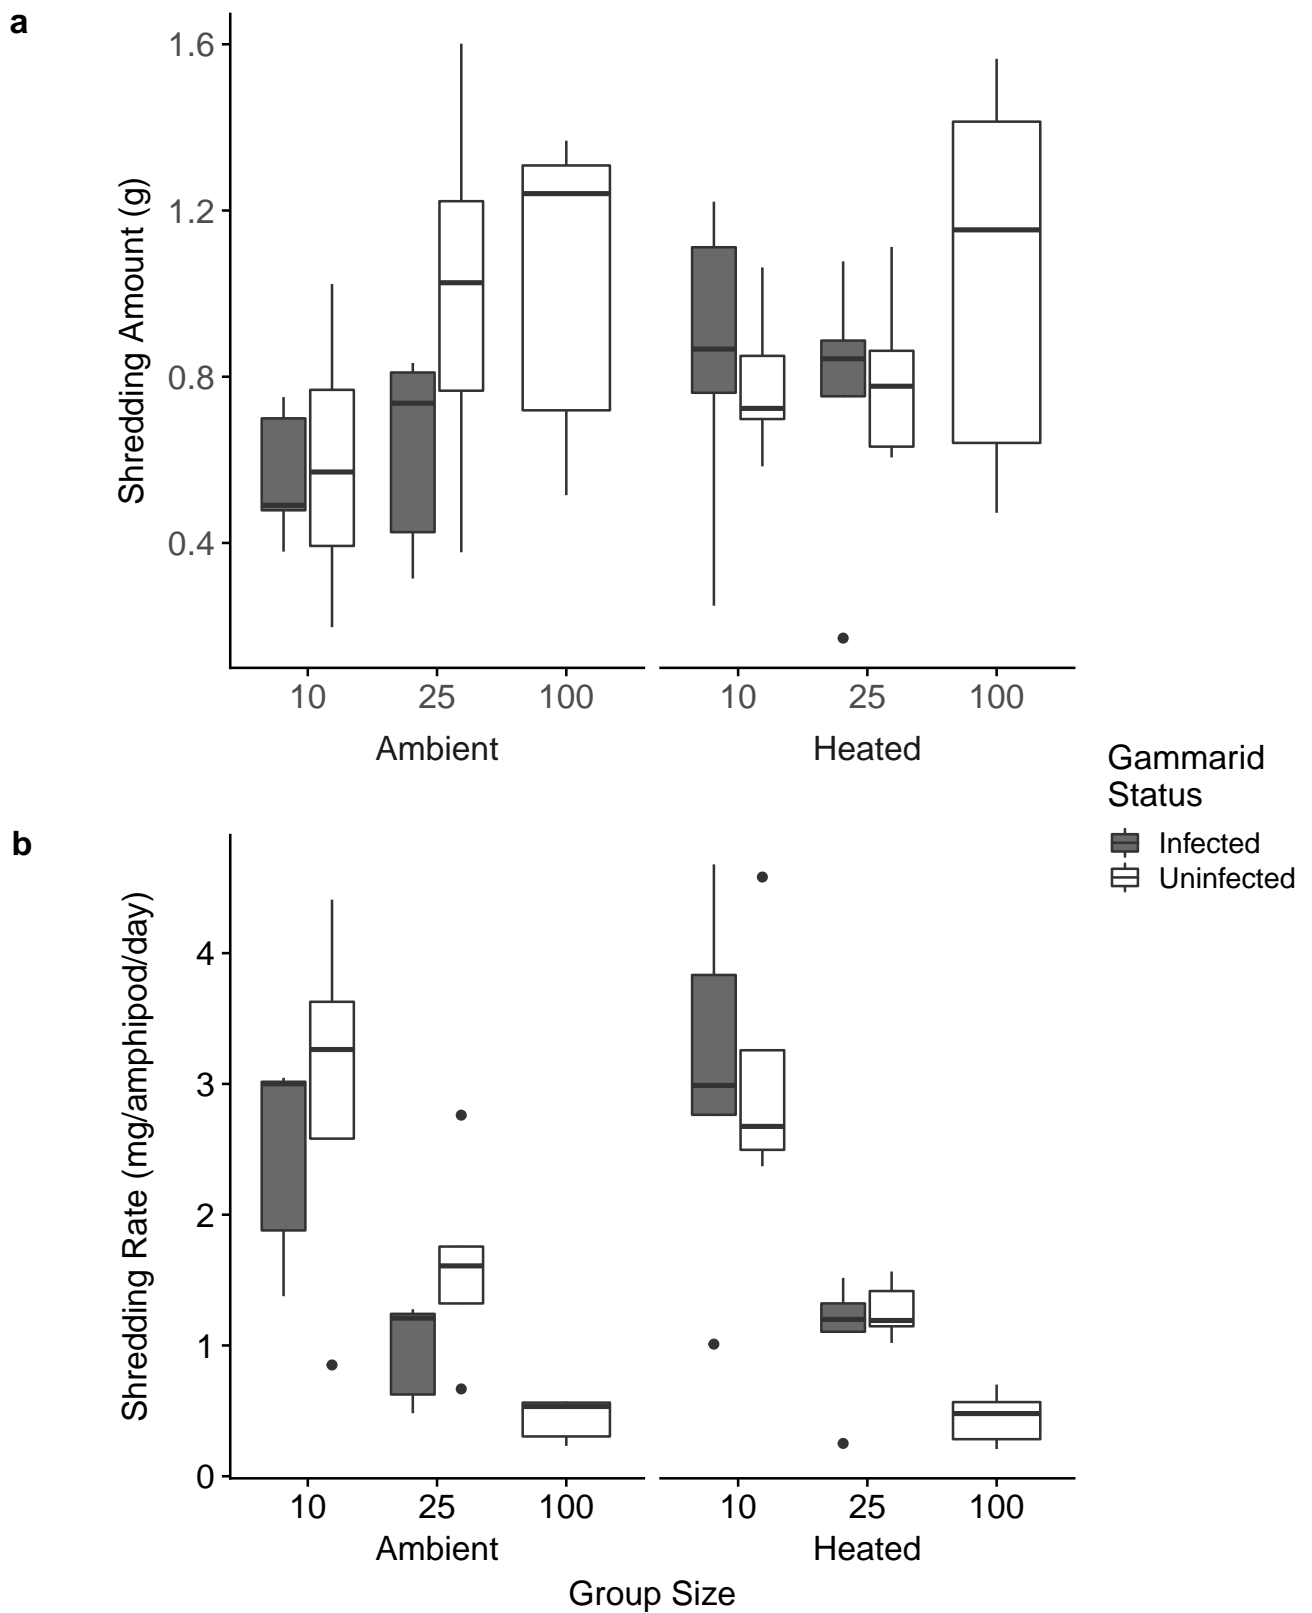 a
Shredding Amount (g)
1.6
1.2
0.8
0.4
10 25 100 10 25 100
Ambient Heated
Gammarid
Status
Infected
Uninfected
b
Shredding Rate (mg/amphipod/day)
4
3
2
1
0
10 25 100 10 25 100
Ambient Heated
Group Size